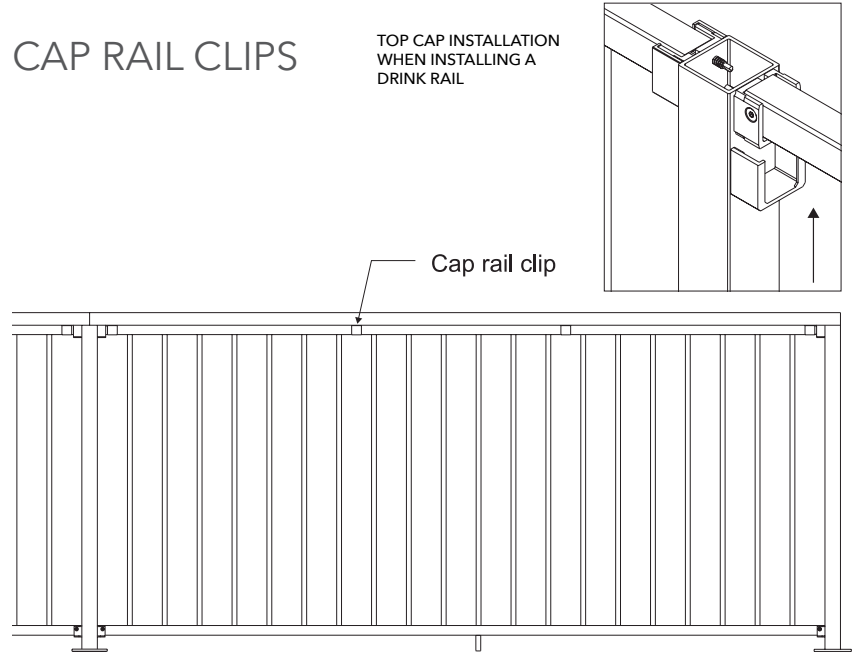 CAP RAIL CLIPS
TOP CAP INSTALLATION
WHEN INSTALLING A
DRINK RAIL
Cap rail clip